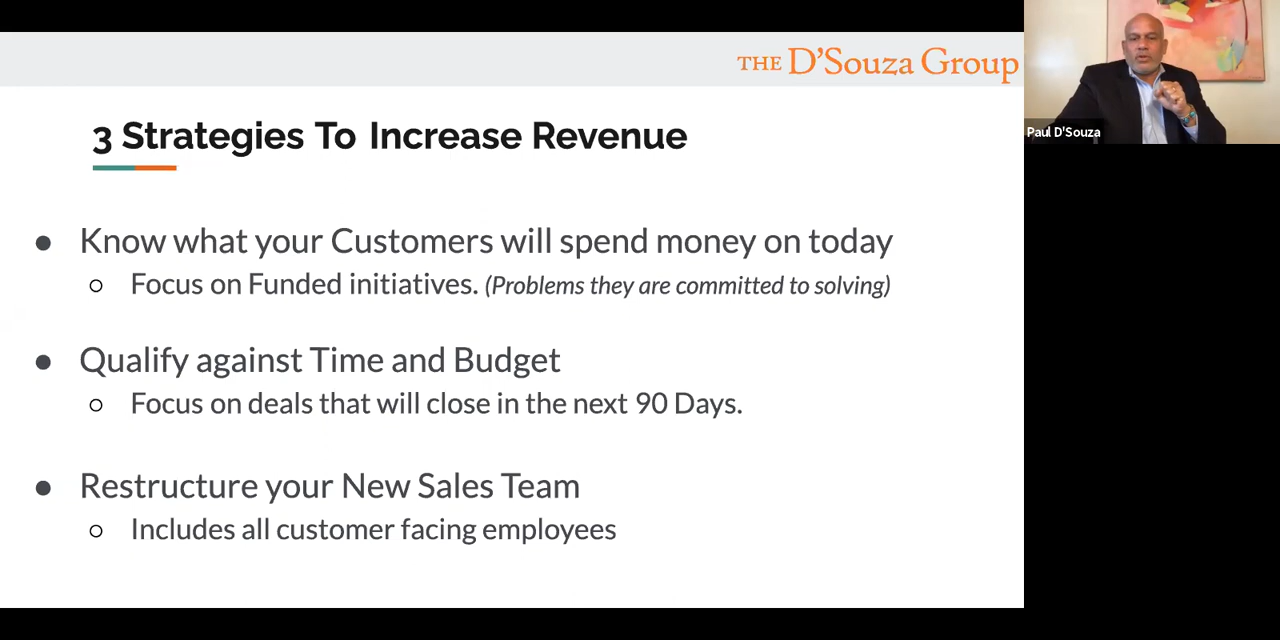 THE D'Souza Group
3 Strategies To Increase Revenue
● Know what your Customers will spend money on today
○ Focus on Funded initiatives. (Problems they are committed to solving)
● Qualify against Time and Budget
○ Focus on deals that will close in the next 90 Days.
● Restructure your New Sales Team
○ Includes all customer facing employees
Paul D'Souza